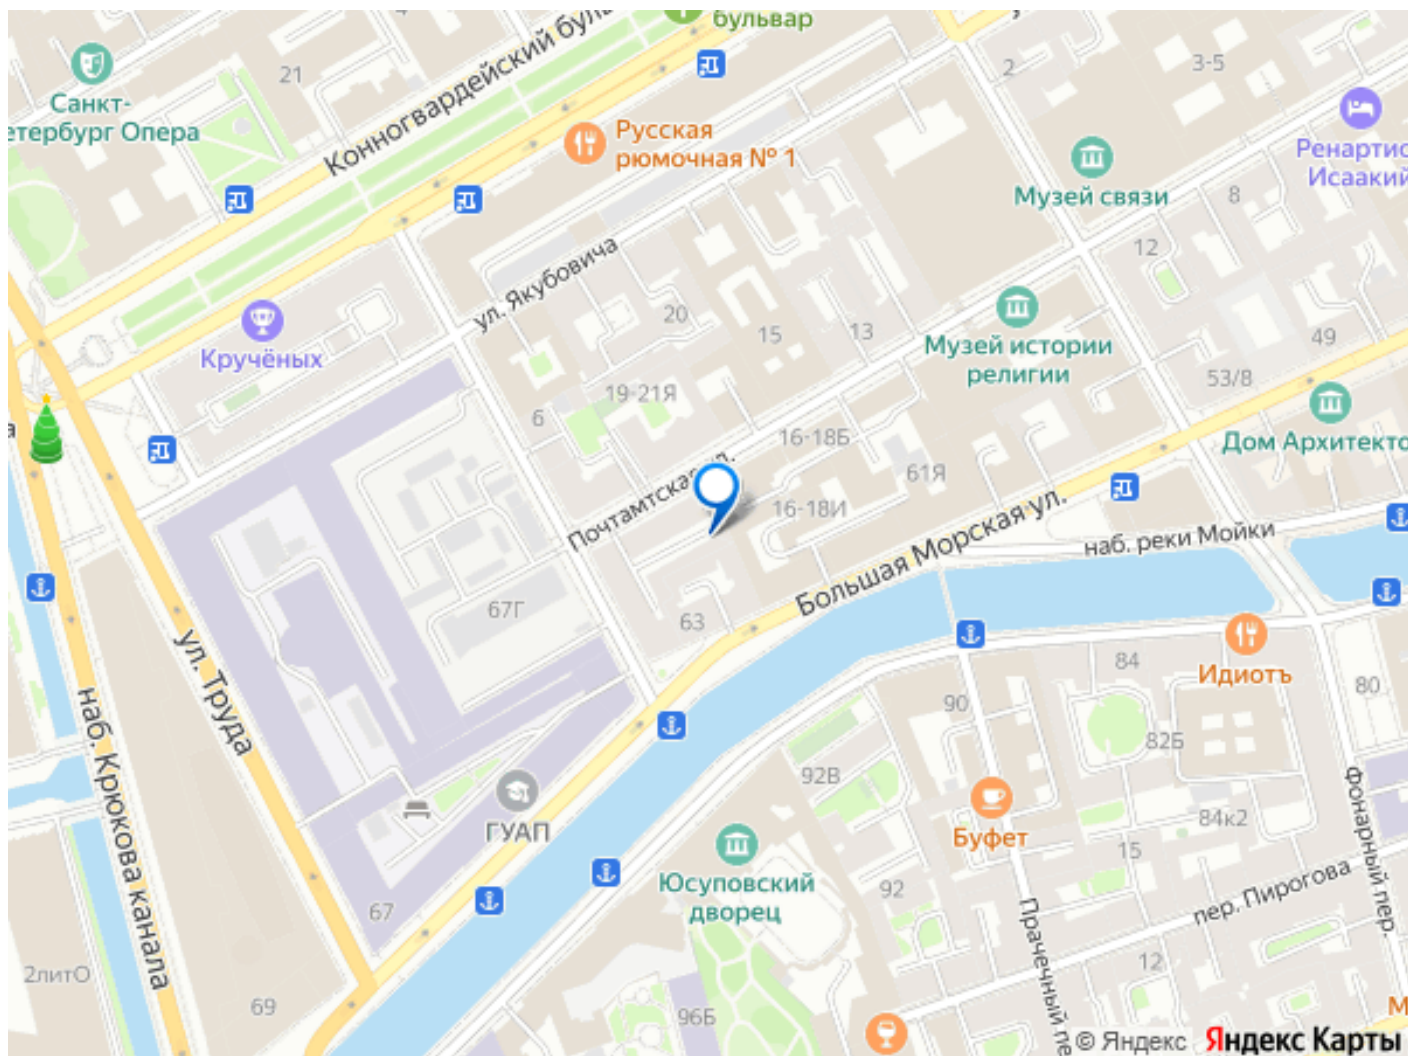 бульвар
Конногвардейский буль
21
Санкт-
етербург Опера
2
3-5
Русская
рюмочная № 1
Музей связи
Ренартис
Исаакий
8
12
ул. Якубовича
20
15
13
Кручёных
Музей истории
религии
49
53/8
19-21Я
6
16-18Б
61Я
Дом Архитекто
а
Почтамтская ул.
16-18И
Большая Морская ул.
наб. реки Мойки
67Г
63
ул. Труда
84
Идиотъ
80
90
82Б
наб. Крюкова канала
92В
ГУАП
Буфет
84к2
15
Фонарный пер.
Юсуповский
дворец
92
67
пер. Пирогова
Прачечный пе
12
2литО
69
96Б
М
© Яндекс
Яндекс Карты